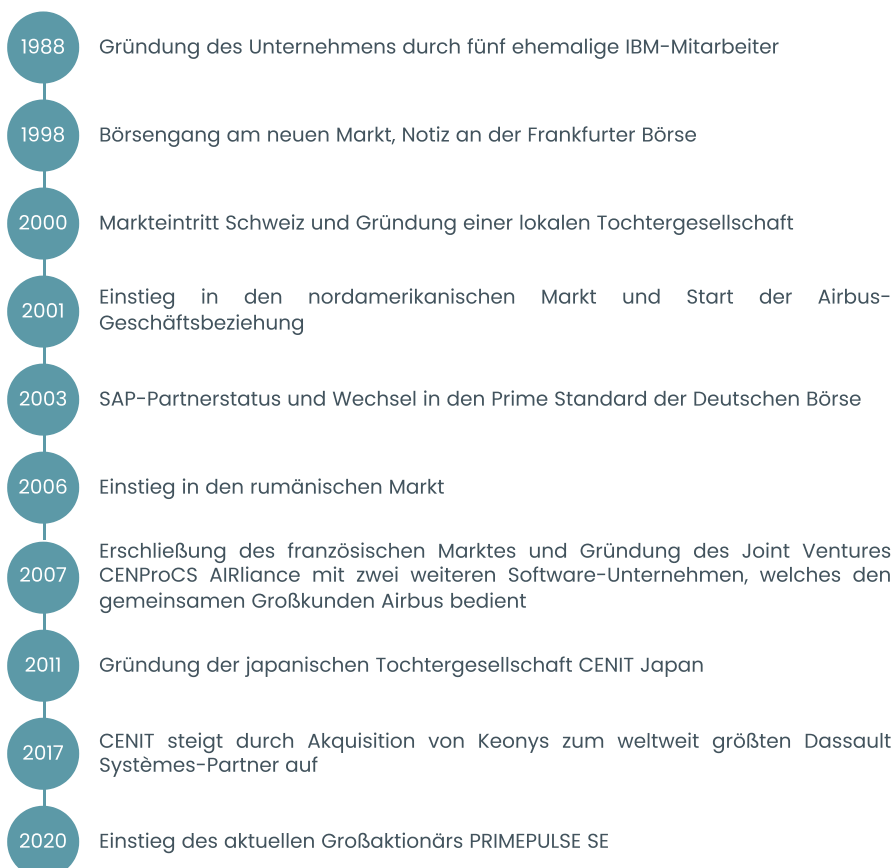 1988 Gründung des Unternehmens durch fünf ehemalige IBM-Mitarbeiter
1998 Börsengang am neuen Markt, Notiz an der Frankfurter Börse
2000 Markteintritt Schweiz und Gründung einer lokalen Tochtergesellschaft
2001 Einstieg in den nordamerikanischen Markt und Start der Airbus-
Geschäftsbeziehung
2003 SAP-Partnerstatus und Wechsel in den Prime Standard der Deutschen Börse
2006 Einstieg in den rumänischen Markt
2007 Erschließung des französischen Marktes und Gründung des Joint Ventures
CENProCS AIRliance mit zwei weiteren Software-Unternehmen, welches den
gemeinsamen Großkunden Airbus bedient
2011 Gründung der japanischen Tochtergesellschaft CENIT Japan
2017 CENIT steigt durch Akquisition von Keonys zum weltweit größten Dassault
Systèmes-Partner auf
2020 Einstieg des aktuellen Großaktionärs PRIMEPULSE SE